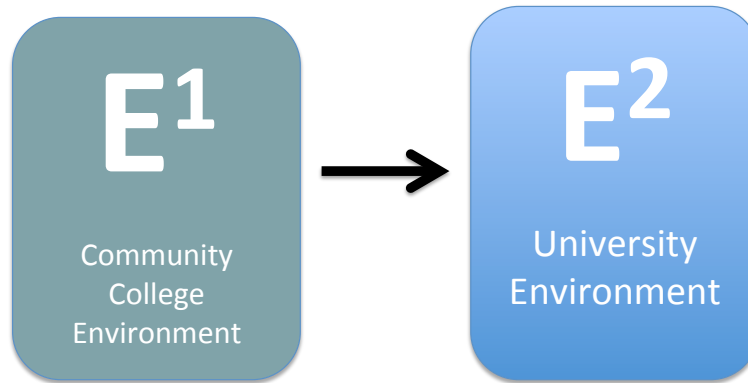 E¹
Community
College
Environment
E²
University
Environment